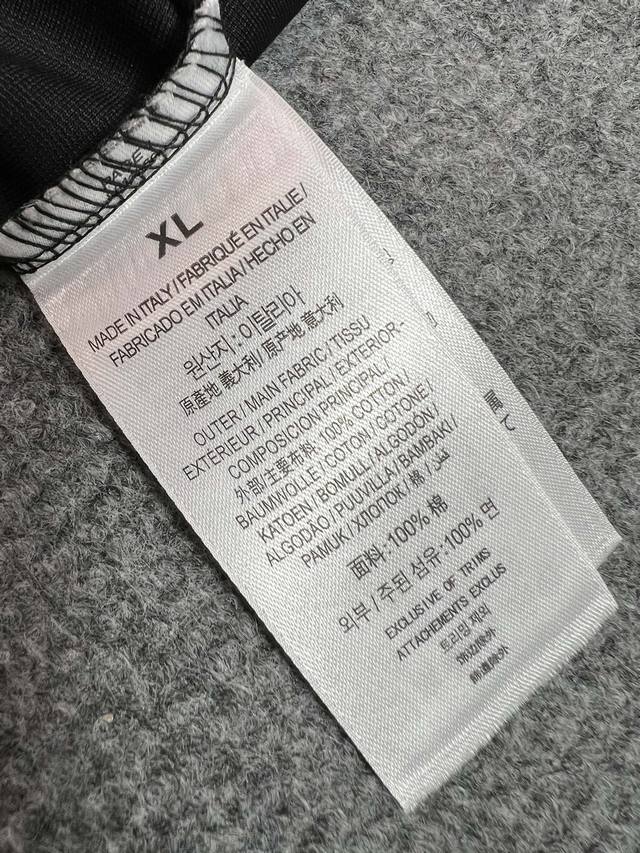 XL
MADE IN ITALY / FABRIQUÉ EN ITALIE /
FABRICADO EM ITALIA / HECHO EN
ITALIA
원산지 : 이탈리아
原產地 義大利 / 原产地 意大利
OUTER / MAIN FABRIC / TISSU
EXTÉRIEUR / PRINCIPAL / EXTERIOR-
COMPOSICION PRINCIPAL /
外部/主要布料: 100% COTTON /
BAUMWOLLE / COTON / COTONE /
KATOEN / BOMULL / ALGODON /
ALGODÃO / PUUVILLA / BAMBAKI /
PAMUK / ХЛОПОК / 棉 /
面料 : 100% 棉
외부 / 주된 섬유 : 100% 면
EXCLUSIVE OF TRIMS
ATTACHEMENTS EXCLUS
트리밍 제외